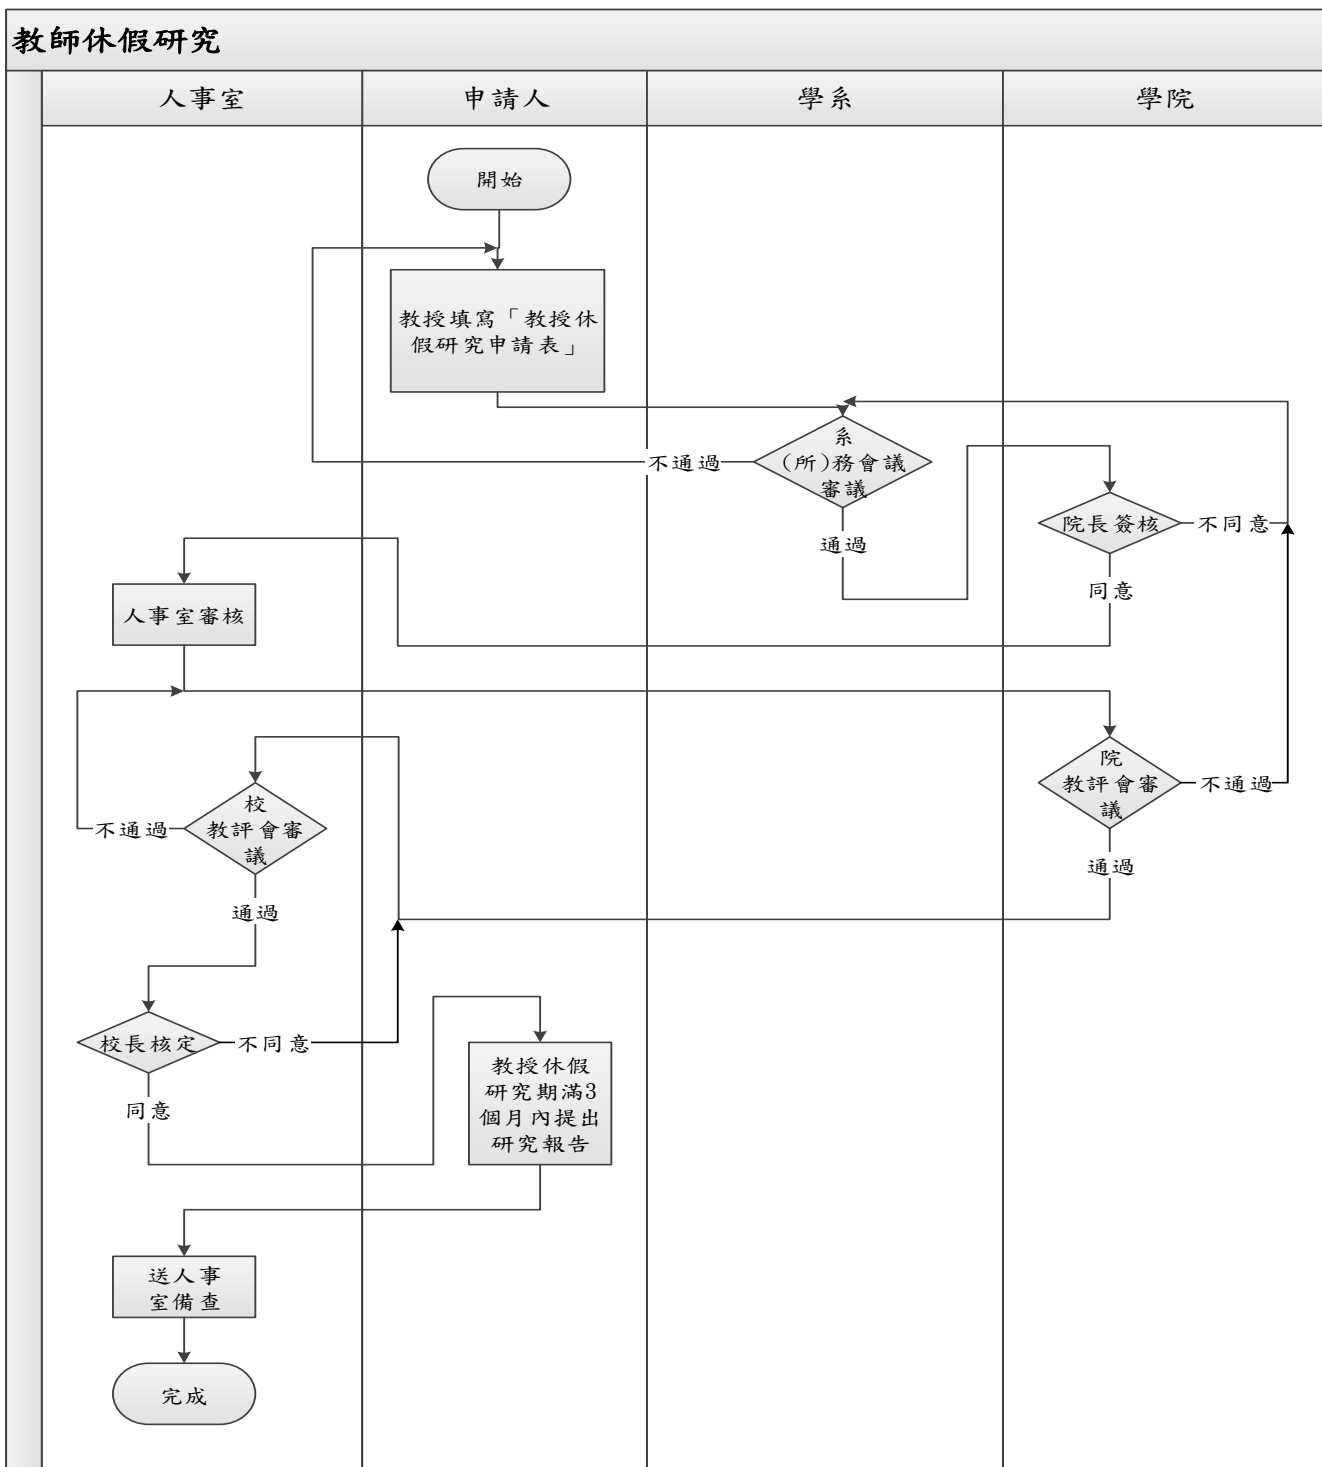 教師休假研究
人事室
申請人
學系
學院
開始
教授填寫「教授休
假研究申請表」
系
(所)務會議
審議
不通過
通過
院長簽核
不同意
同意
人事室審核
院
教評會審
議
不通過
通過
校
教評會審
議
不通過
通過
校長核定
不同意
同意
教授休假
研究期滿3
個月內提出
研究報告
送人事
室備查
完成